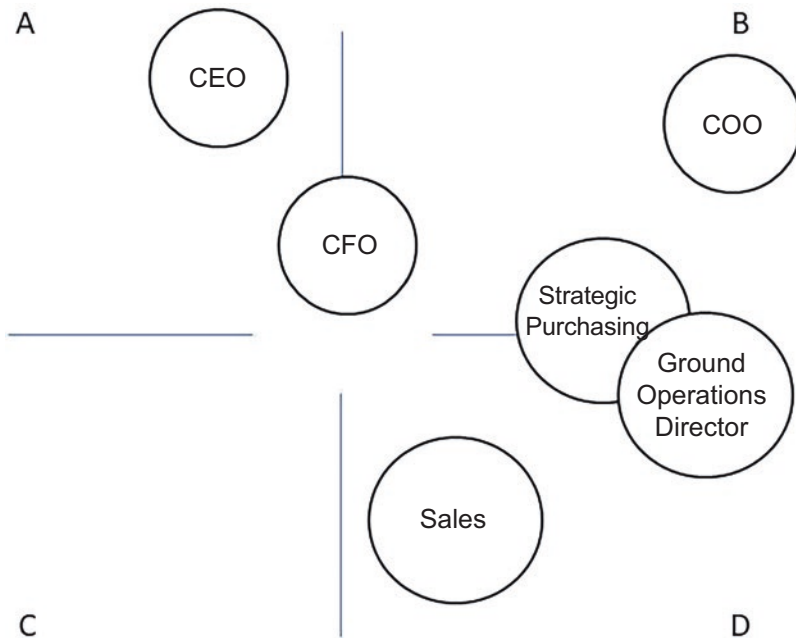 A
B
CEO
COO
CFO
Strategic
Purchasing
Ground
Operations
Director
Sales
C
D